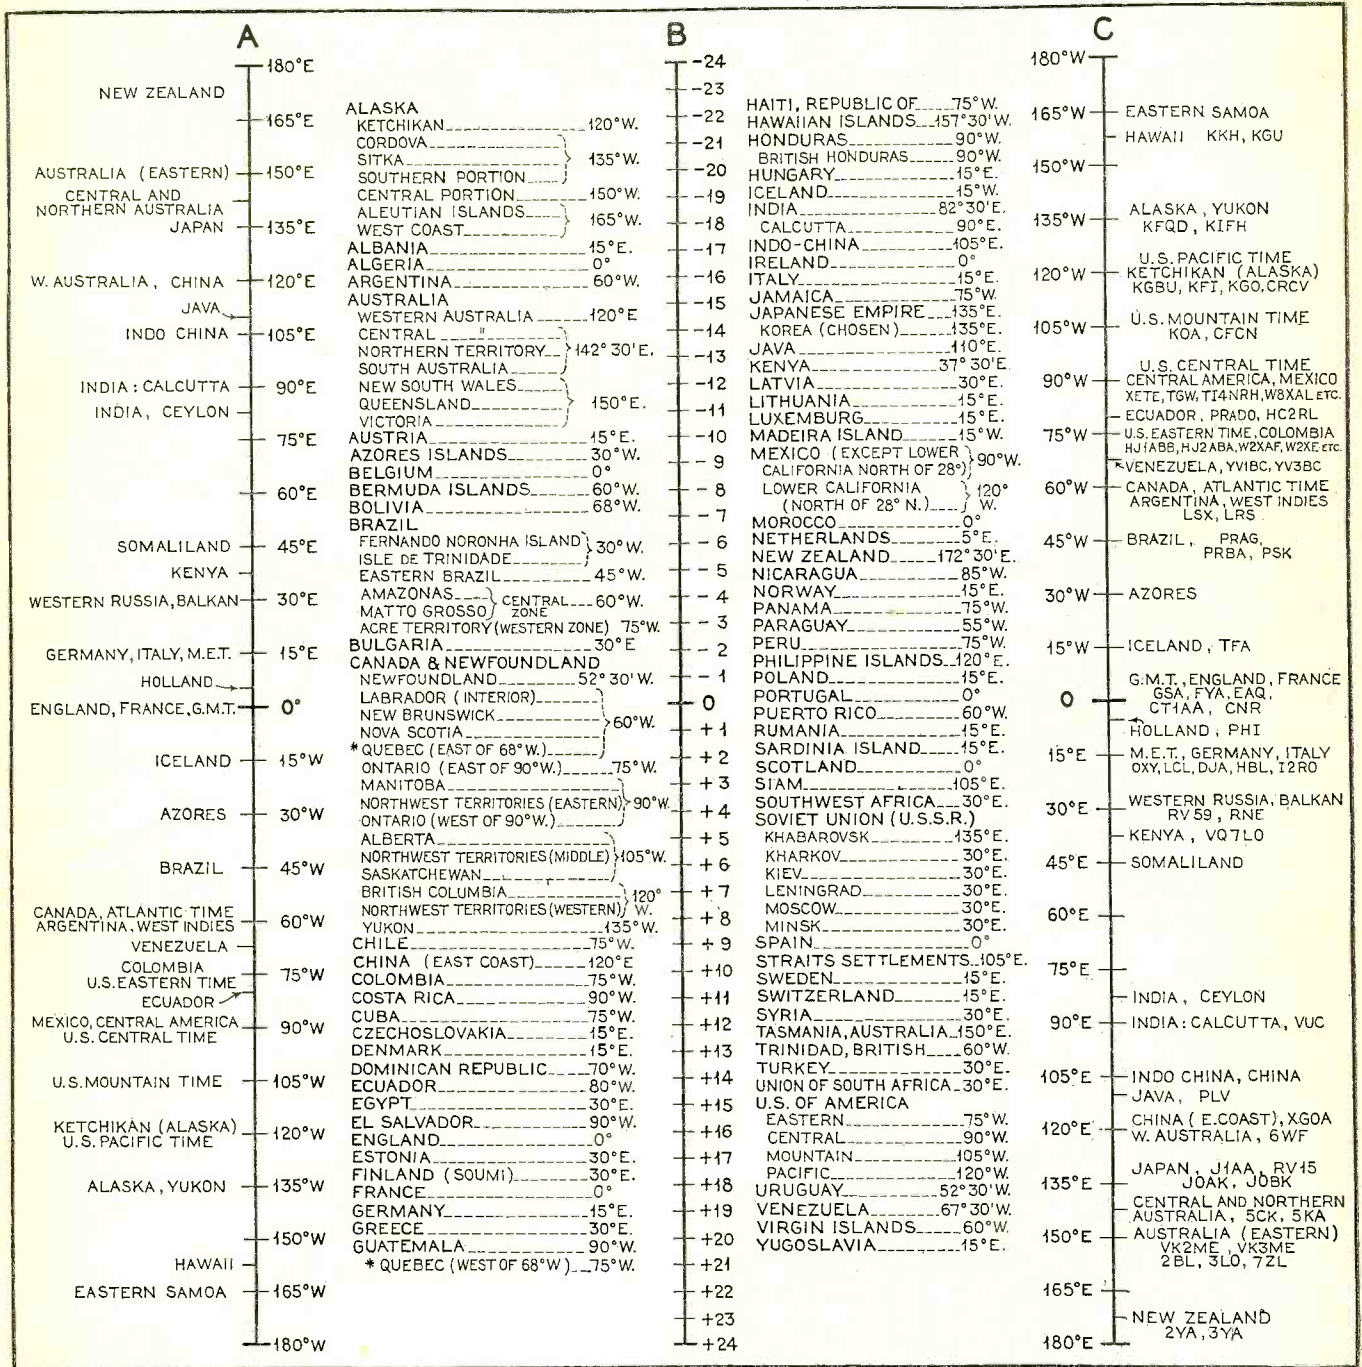 A
180°E
NEW ZEALAND
165°E
AUSTRALIA (EASTERN)
150°E
CENTRAL AND
NORTHERN AUSTRALIA
JAPAN
135°E
W. AUSTRALIA, CHINA
120°E
JAVA
INDO CHINA
105°E
INDIA: CALCUTTA
90°E
INDIA, CEYLON
75°E
60°E
SOMALILAND
45°E
KENYA
WESTERN RUSSIA, BALKAN
30°E
GERMANY, ITALY, M.E.T.
15°E
HOLLAND
ENGLAND, FRANCE, G.M.T.
0°
ICELAND
15°W
AZORES
30°W
BRAZIL
45°W
CANADA, ATLANTIC TIME
ARGENTINA, WEST INDIES
60°W
VENEZUELA
COLOMBIA
U.S. EASTERN TIME
75°W
ECUADOR
MEXICO, CENTRAL AMERICA
U.S. CENTRAL TIME
90°W
U.S. MOUNTAIN TIME
105°W
KETCHIKAN (ALASKA)
U.S. PACIFIC TIME
120°W
ALASKA, YUKON
135°W
150°W
HAWAII
EASTERN SAMOA
165°W
180°W
ALASKA
KETCHIKAN 120°W.
CORDOVA
SITKA 135°W.
SOUTHERN PORTION
CENTRAL PORTION 150°W.
ALEUTIAN ISLANDS 165°W.
WEST COAST
ALBANIA 15°E.
ALGERIA 0°
ARGENTINA 60°W.
AUSTRALIA
WESTERN AUSTRALIA 120°E
CENTRAL "
NORTHERN TERRITORY 142°30'E.
SOUTH AUSTRALIA
NEW SOUTH WALES
QUEENSLAND 150°E.
VICTORIA
AUSTRIA 15°E.
AZORES ISLANDS 30°W.
BELGIUM 0°
BERMUDA ISLANDS 60°W.
BOLIVIA 68°W.
BRAZIL
FERNANDO NORONHA ISLAND 30°W.
ISLE DE TRINIDADE
EASTERN BRAZIL 45°W.
AMAZONAS CENTRAL 60°W.
MATTO GROSSO ZONE
ACRE TERRITORY (WESTERN ZONE) 75°W.
BULGARIA 30°E
CANADA & NEWFOUNDLAND
NEWFOUNDLAND 52°30'W.
LABRADOR (INTERIOR)
NEW BRUNSWICK 60°W.
NOVA SCOTIA
* QUEBEC (EAST OF 68°W.)
ONTARIO (EAST OF 90°W.) 75°W.
MANITOBA
NORTHWEST TERRITORIES (EASTERN) 90°W.
ONTARIO (WEST OF 90°W.)
ALBERTA
NORTHWEST TERRITORIES (MIDDLE) 105°W.
SASKATCHEWAN
BRITISH COLUMBIA 120°
NORTHWEST TERRITORIES (WESTERN) W.
YUKON 135°W.
CHILE 75°W.
CHINA (EAST COAST) 120°E
COLOMBIA 75°W.
COSTA RICA 90°W.
CUBA 75°W.
CZECHOSLOVAKIA 15°E.
DENMARK 15°E.
DOMINICAN REPUBLIC 70°W.
ECUADOR 80°W.
EGYPT 30°E.
EL SALVADOR 90°W.
ENGLAND 0°
ESTONIA 30°E.
FINLAND (SOUMI) 30°E.
FRANCE 0°
GERMANY 15°E.
GREECE 30°E.
GUATEMALA 90°W.
* QUEBEC (WEST OF 68°W) 75°W.
B
-24
-23
-22
-21
-20
-19
-18
-17
-16
-15
-14
-13
-12
-11
-10
-9
-8
-7
-6
-5
-4
-3
-2
-1
0
+1
+2
+3
+4
+5
+6
+7
+8
+9
+10
+11
+12
+13
+14
+15
+16
+17
+18
+19
+20
+21
+22
+23
+24
HAITI, REPUBLIC OF 75°W.
HAWAIIAN ISLANDS 157°30'W.
HONDURAS 90°W.
BRITISH HONDURAS 90°W.
HUNGARY 15°E.
ICELAND 15°W.
INDIA 82°30'E.
CALCUTTA 90°E.
INDO-CHINA 105°E.
IRELAND 0°
ITALY 15°E.
JAMAICA 75°W.
JAPANESE EMPIRE 135°E.
KOREA (CHOSEN) 135°E.
JAVA 110°E.
KENYA 37°30'E.
LATVIA 30°E.
LITHUANIA 15°E.
LUXEMBURG 15°E.
MADEIRA ISLAND 15°W.
MEXICO (EXCEPT LOWER 90°W.
CALIFORNIA NORTH OF 28°)
LOWER CALIFORNIA 120°
(NORTH OF 28° N.) W.
MOROCCO 0°
NETHERLANDS 5°E.
NEW ZEALAND 172°30'E.
NICARAGUA 85°W.
NORWAY 15°E.
PANAMA 75°W.
PARAGUAY 55°W.
PERU 75°W.
PHILIPPINE ISLANDS 120°E.
POLAND 15°E.
PORTUGAL 0°
PUERTO RICO 60°W.
RUMANIA 15°E.
SARDINIA ISLAND 15°E.
SCOTLAND 0°
SIAM 105°E.
SOUTHWEST AFRICA 30°E.
SOVIET UNION (U.S.S.R.)
KHABAROVSK 135°E.
KHARKOV 30°E.
KIEV 30°E.
LENINGRAD 30°E.
MOSCOW 30°E.
MINSK 30°E.
SPAIN 0°
STRAITS SETTLEMENTS 105°E.
SWEDEN 15°E.
SWITZERLAND 15°E.
SYRIA 30°E.
TASMANIA, AUSTRALIA 150°E.
TRINIDAD, BRITISH 60°W.
TURKEY 30°E.
UNION OF SOUTH AFRICA 30°E.
U.S. OF AMERICA
EASTERN 75°W.
CENTRAL 90°W.
MOUNTAIN 105°W.
PACIFIC 120°W.
URUGUAY 52°30'W.
VENEZUELA 67°30'W.
VIRGIN ISLANDS 60°W.
YUGOSLAVIA 15°E.
C
180°W
165°W
EASTERN SAMOA
HAWAII KKH, KGU
150°W
135°W
ALASKA, YUKON
KFQD, KIFH
120°W
U.S. PACIFIC TIME
KETCHIKAN (ALASKA)
KGBU, KFI, KGO, CRCV
105°W
U.S. MOUNTAIN TIME
KOA, CFCN
90°W
U.S. CENTRAL TIME
CENTRAL AMERICA, MEXICO
XETE, TGW, TI4NRH, W8XAL ETC.
ECUADOR, PRADO, HC2RL
75°W
U.S. EASTERN TIME, COLOMBIA
HJ1ABB, HJ2ABA, W2XAF, W2XE ETC.
VENEZUELA, YV1BC, YV3BC
60°W
CANADA, ATLANTIC TIME
ARGENTINA, WEST INDIES
LSX, LRS
45°W
BRAZIL, PRAG,
PRBA, PSK
30°W
AZORES
15°W
ICELAND, TFA
0
G.M.T., ENGLAND, FRANCE
GSA, FYA, EAQ,
CT1AA, CNR
HOLLAND, PHI
15°E
M.E.T., GERMANY, ITALY
OXY, LCL, DJA, HBL, I2RO
30°E
WESTERN RUSSIA, BALKAN
RV59, RNE
KENYA, VQ7LO
45°E
SOMALILAND
60°E
75°E
INDIA, CEYLON
90°E
INDIA: CALCUTTA, VUC
105°E
INDO CHINA, CHINA
JAVA, PLV
120°E
CHINA (E. COAST), XGOA
W. AUSTRALIA, 6WF
135°E
JAPAN, J1AA, RV15
JOAK, JOBK
CENTRAL AND NORTHERN
AUSTRALIA, 5CK, 5KA
150°E
AUSTRALIA (EASTERN)
VK2ME, VK3ME
2BL, 3LO, 7ZL
165°E
NEW ZEALAND
2YA, 3YA
180°E